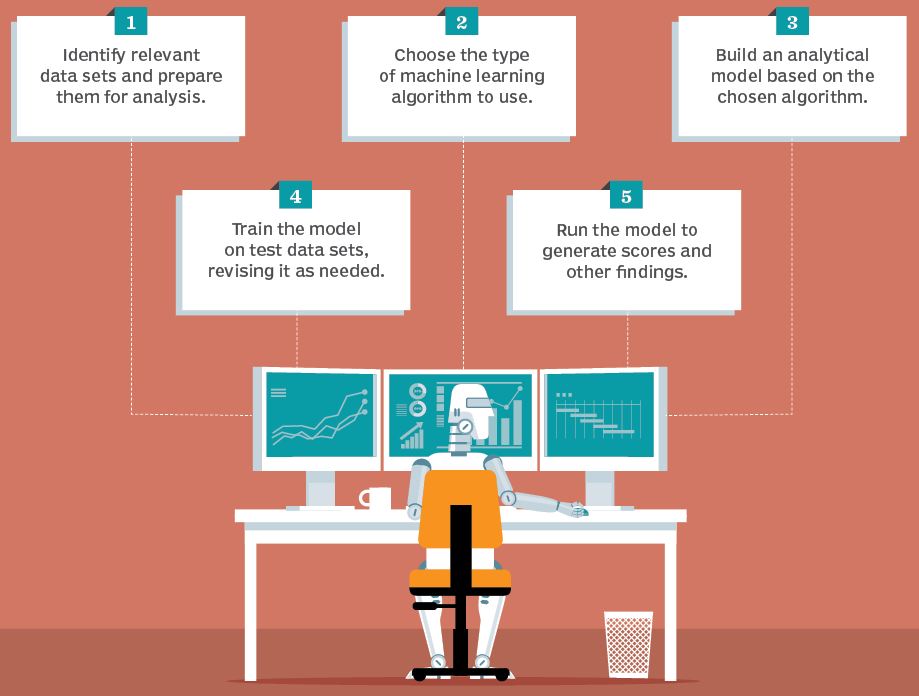 1
Identify relevant
data sets and prepare
them for analysis.
2
Choose the type
of machine learning
algorithm to use.
3
Build an analytical
model based on the
chosen algorithm.
4
Train the model
on test data sets,
revising it as needed.
5
Run the model to
generate scores and
other findings.